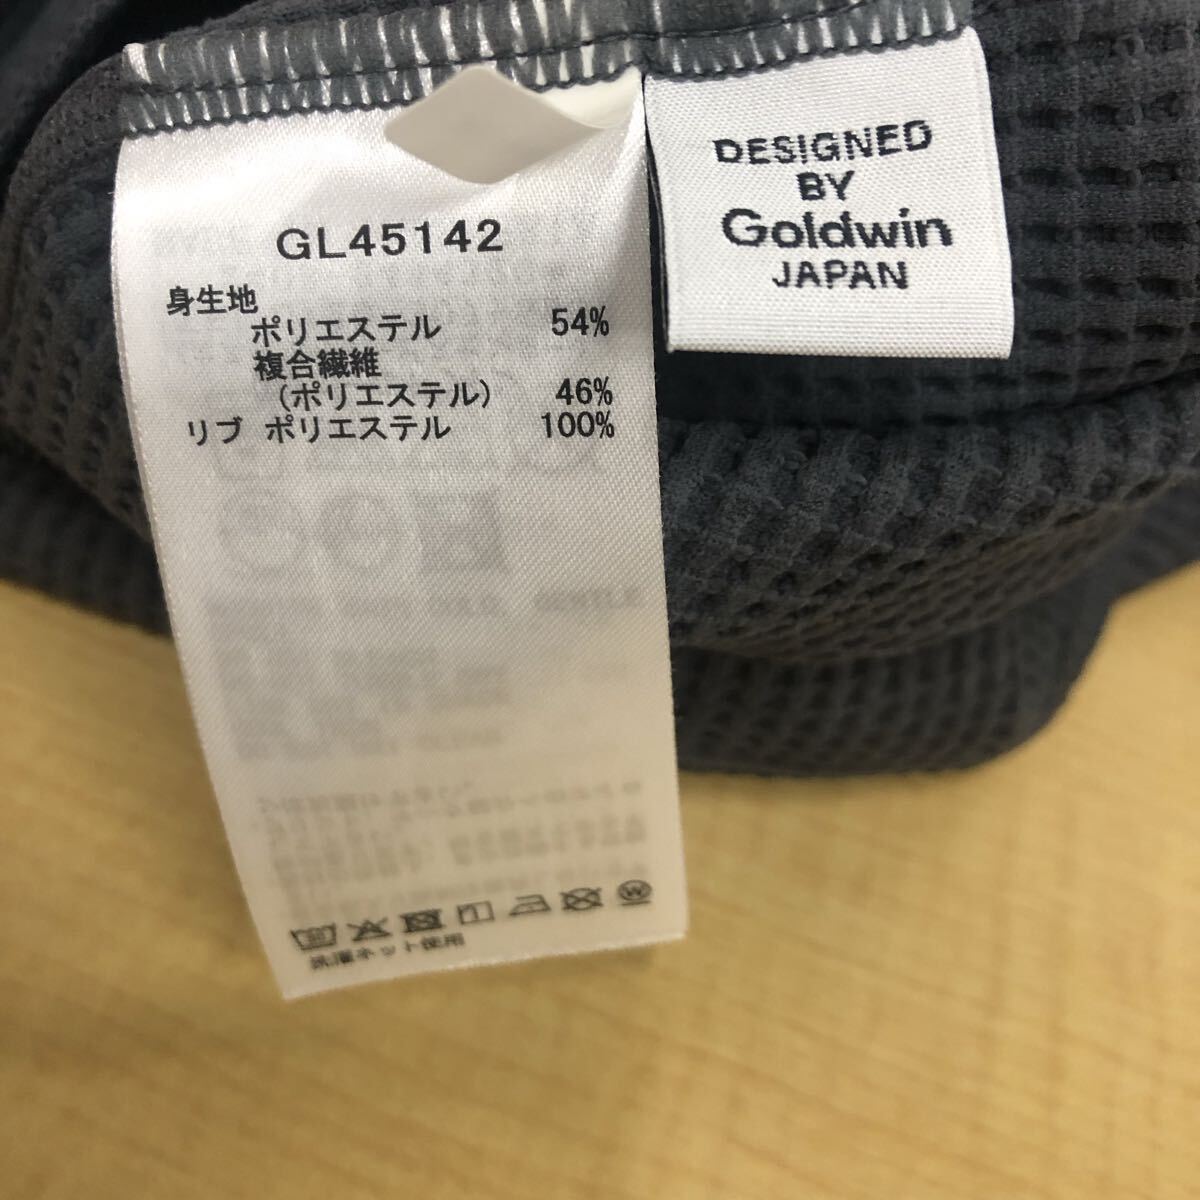 GL45142
身生地
ポリエステル 54%
複合繊維
(ポリエステル) 46%
リブ ポリエステル 100%
洗濯ネット使用
DESIGNED
BY
Goldwin
JAPAN